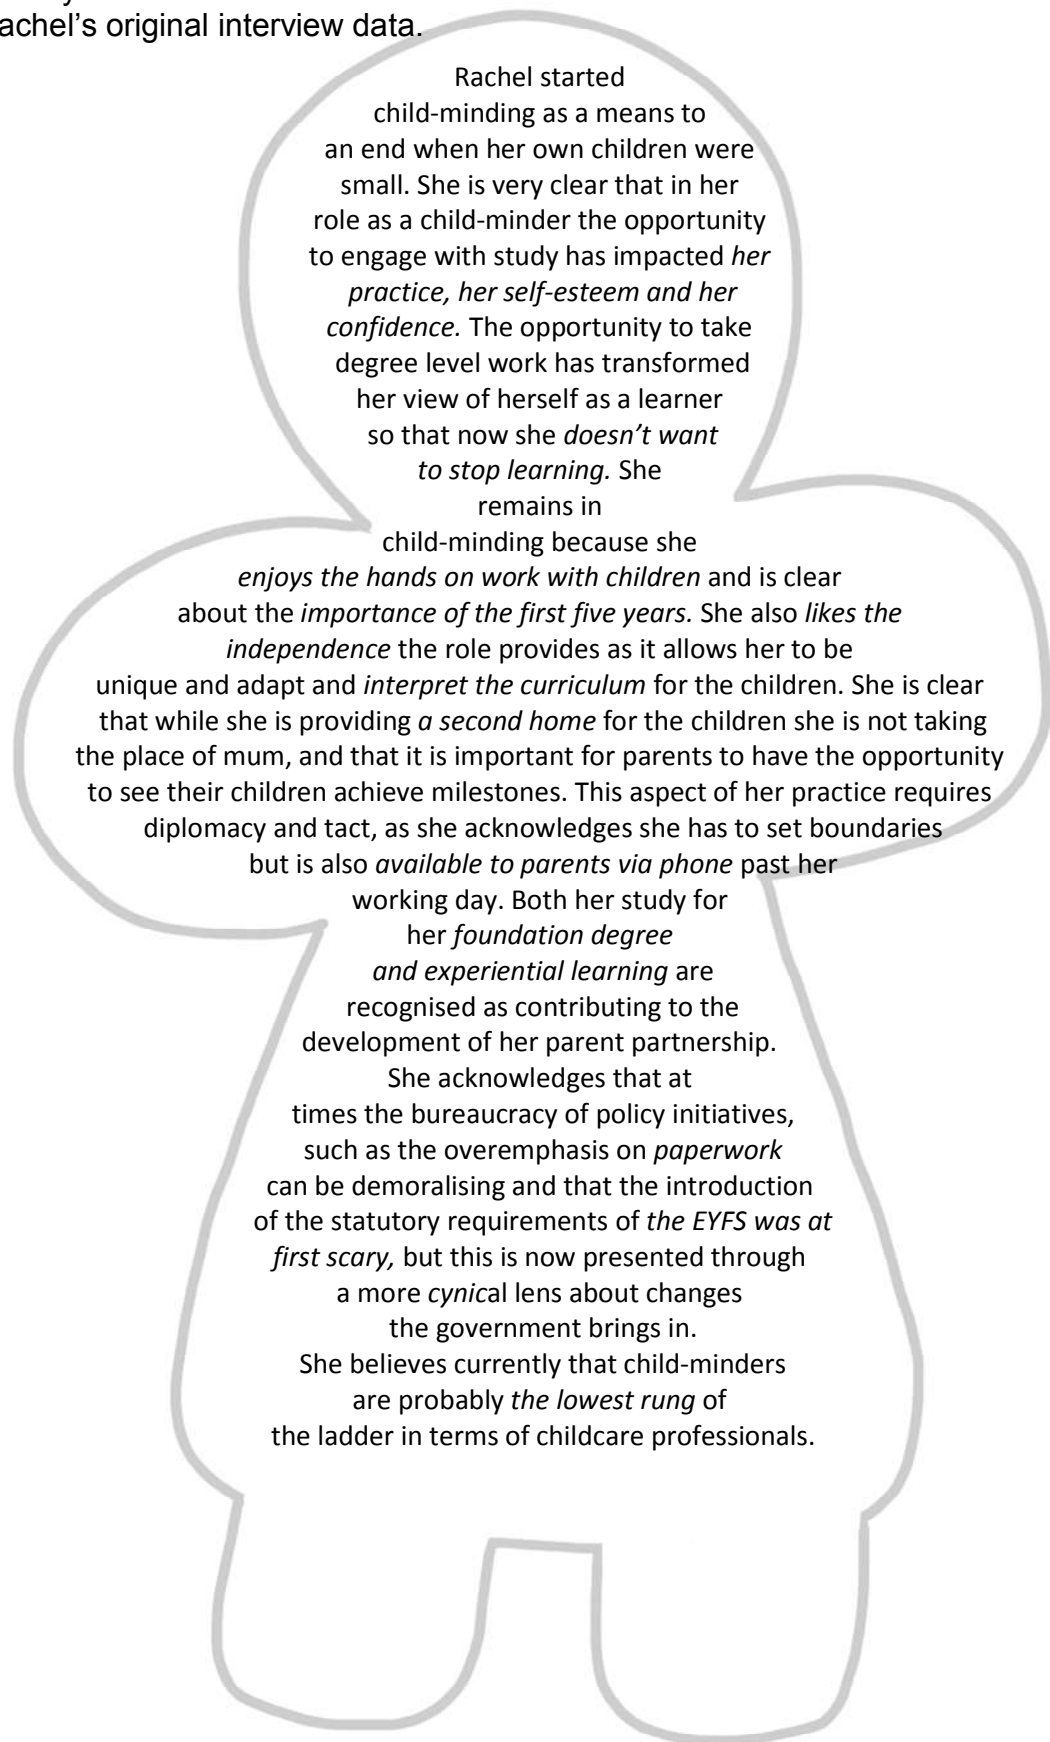 achel's original interview data.
Rachel started
child-minding as a means to
an end when her own children were
small. She is very clear that in her
role as a child-minder the opportunity
to engage with study has impacted her
practice, her self-esteem and her
confidence. The opportunity to take
degree level work has transformed
her view of herself as a learner
so that now she doesn't want
to stop learning. She
remains in
child-minding because she
enjoys the hands on work with children and is clear
about the importance of the first five years. She also likes the
independence the role provides as it allows her to be
unique and adapt and interpret the curriculum for the children. She is clear
that while she is providing a second home for the children she is not taking
the place of mum, and that it is important for parents to have the opportunity
to see their children achieve milestones. This aspect of her practice requires
diplomacy and tact, as she acknowledges she has to set boundaries
but is also available to parents via phone past her
working day. Both her study for
her foundation degree
and experiential learning are
recognised as contributing to the
development of her parent partnership.
She acknowledges that at
times the bureaucracy of policy initiatives,
such as the overemphasis on paperwork
can be demoralising and that the introduction
of the statutory requirements of the EYFS was at
first scary, but this is now presented through
a more cynical lens about changes
the government brings in.
She believes currently that child-minders
are probably the lowest rung of
the ladder in terms of childcare professionals.